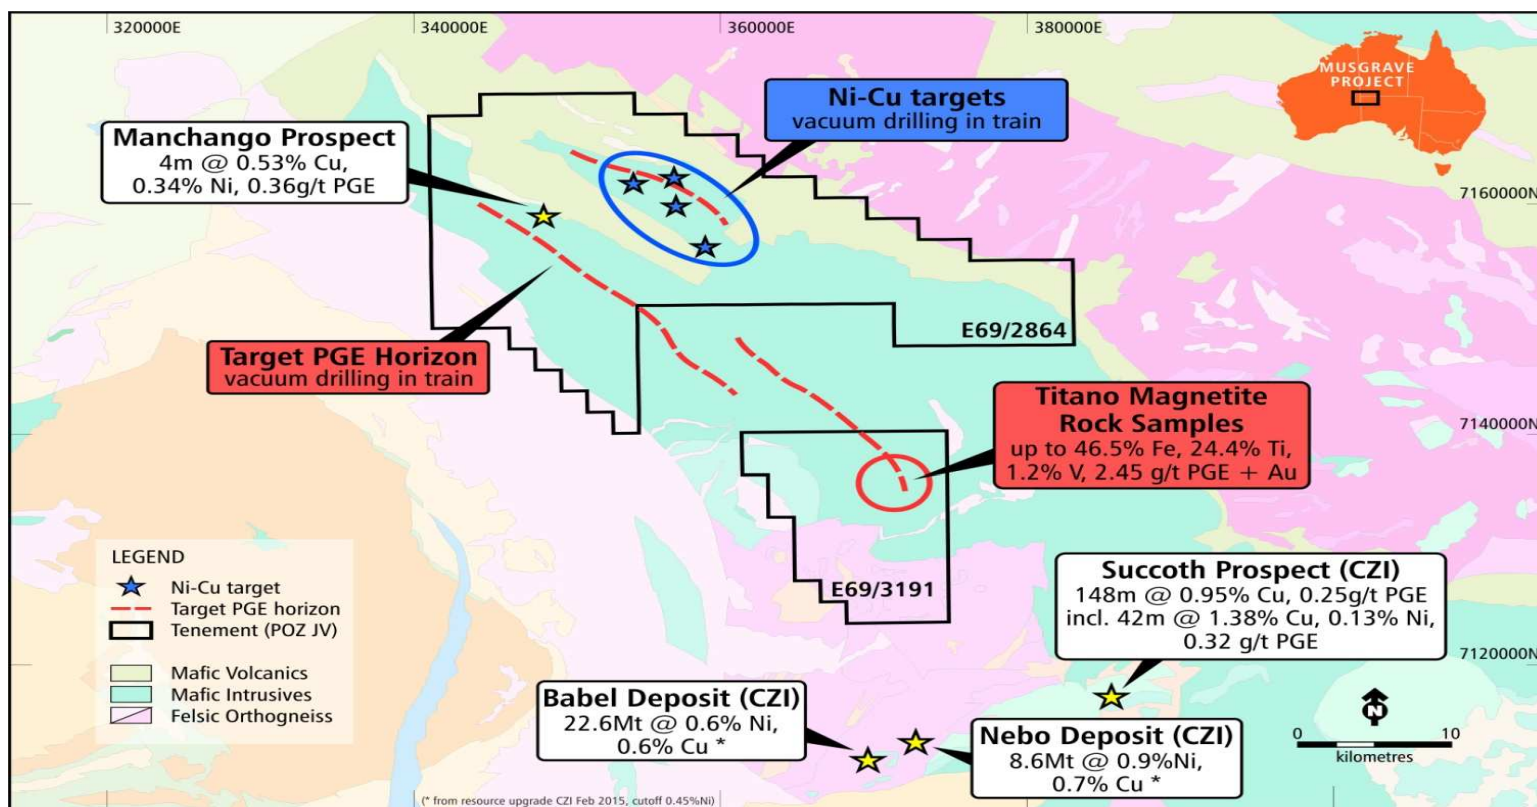 320000E
340000E
360000E
380000E
MUSGRAVE
PROJECT
Ni-Cu targets
vacuum drilling in train
Manchango Prospect
4m @ 0.53% Cu,
0.34% Ni, 0.36g/t PGE
7160000N
E69/2864
Target PGE Horizon
vacuum drilling in train
Titano Magnetite
Rock Samples
up to 46.5% Fe, 24.4% Ti,
1.2% V, 2.45 g/t PGE + Au
7140000N
LEGEND
Ni-Cu target
Target PGE horizon
Tenement (POZ JV)
Mafic Volcanics
Mafic Intrusives
Felsic Orthogneiss
E69/3191
Succoth Prospect (CZI)
148m @ 0.95% Cu, 0.25g/t PGE
incl. 42m @ 1.38% Cu, 0.13% Ni,
0.32 g/t PGE
7120000N
Babel Deposit (CZI)
22.6Mt @ 0.6% Ni,
0.6% Cu *
Nebo Deposit (CZI)
8.6Mt @ 0.9%Ni,
0.7% Cu *
N
0 10
kilometres
(* from resource upgrade CZI Feb 2015, cutoff 0.45%Ni)